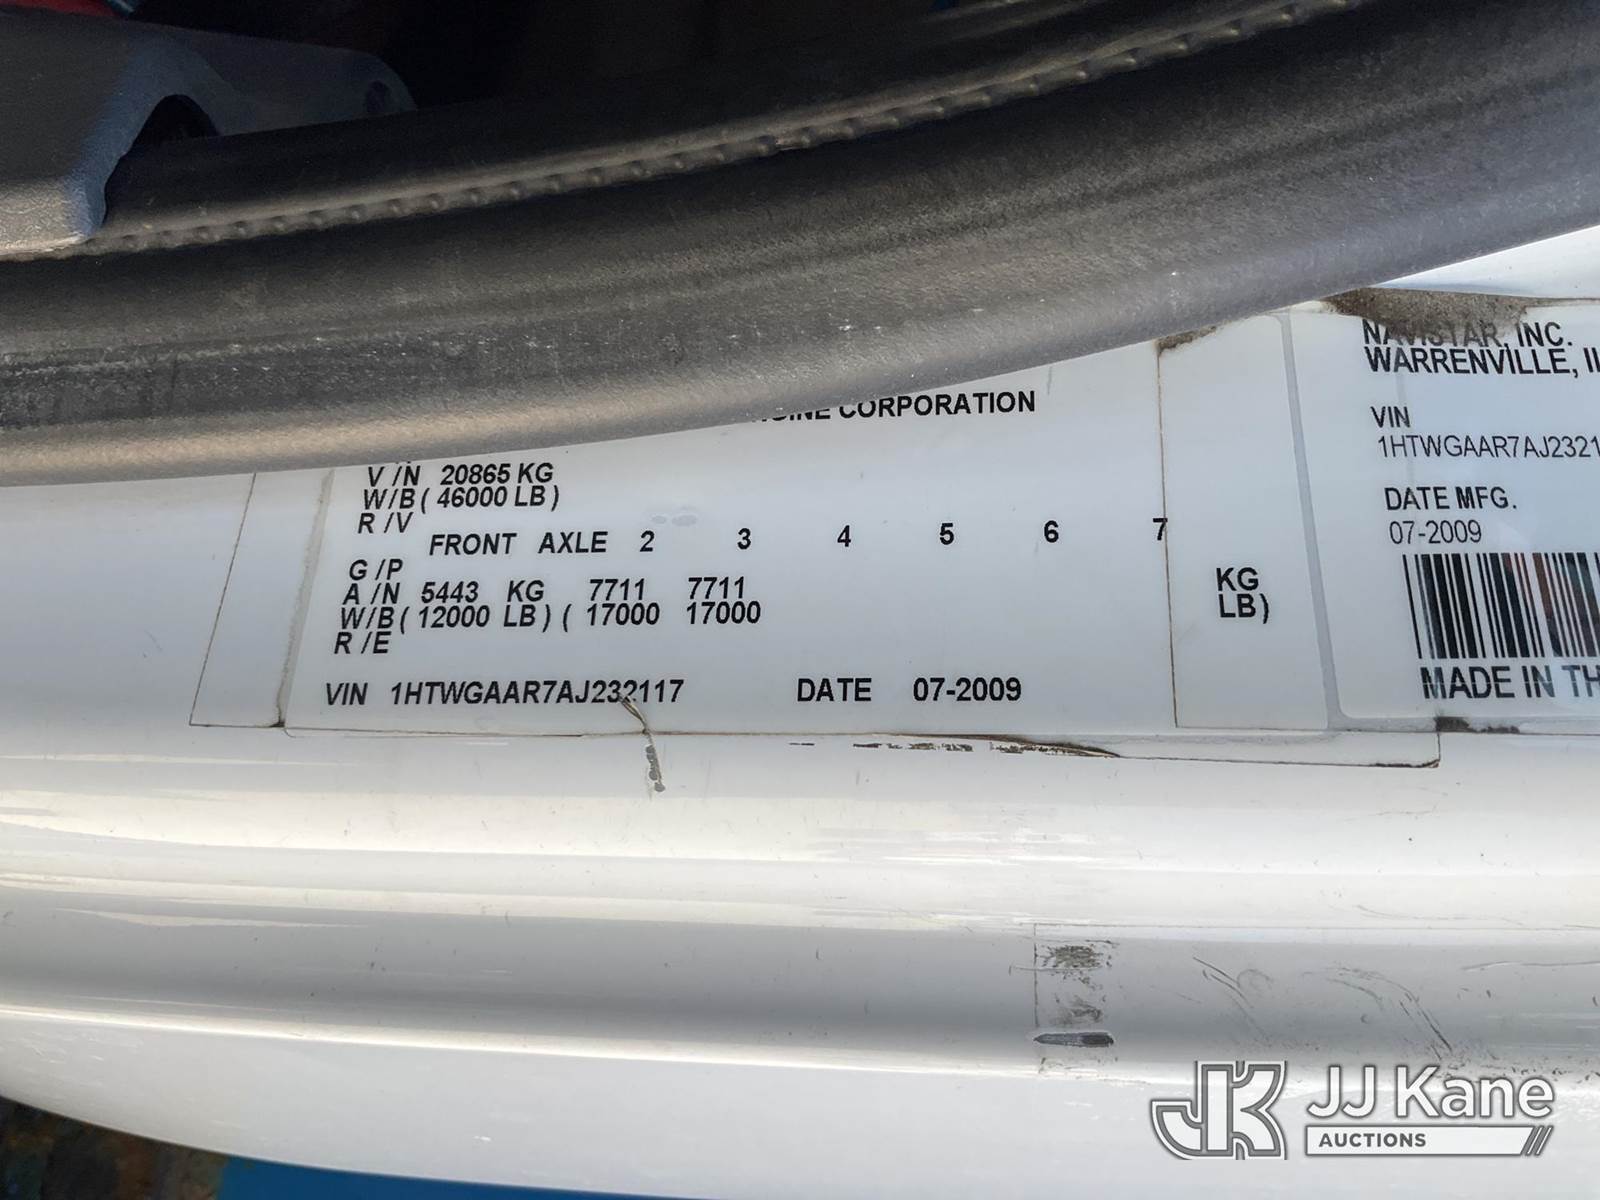 CORPORATION
V/N 20865 KG
W/B ( 46000 LB )
R /V
FRONT AXLE 2 3 4 5 6 7
G /P
A /N 5443 KG 7711 7711 KG
W/B ( 12000 LB ) ( 17000 17000 LB)
R /E
VIN 1HTWGAAR7AJ232117 DATE 07-2009
NAVISTAR, INC.
WARRENVILLE,
VIN
1HTWGAAR7AJ2321
DATE MFG.
07-2009
MADE IN TH
JJ Kane
AUCTIONS